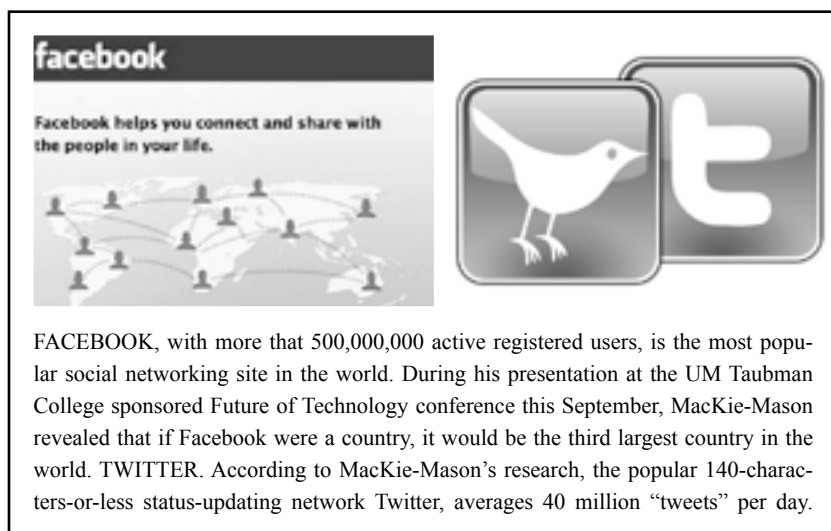 facebook
Facebook helps you connect and share with
the people in your life.
t
FACEBOOK, with more that 500,000,000 active registered users, is the most popu-
lar social networking site in the world. During his presentation at the UM Taubman
College sponsored Future of Technology conference this September, MacKie-Mason
revealed that if Facebook were a country, it would be the third largest country in the
world. TWITTER. According to MacKie-Mason’s research, the popular 140-charac-
ters-or-less status-updating network Twitter, averages 40 million “tweets” per day.